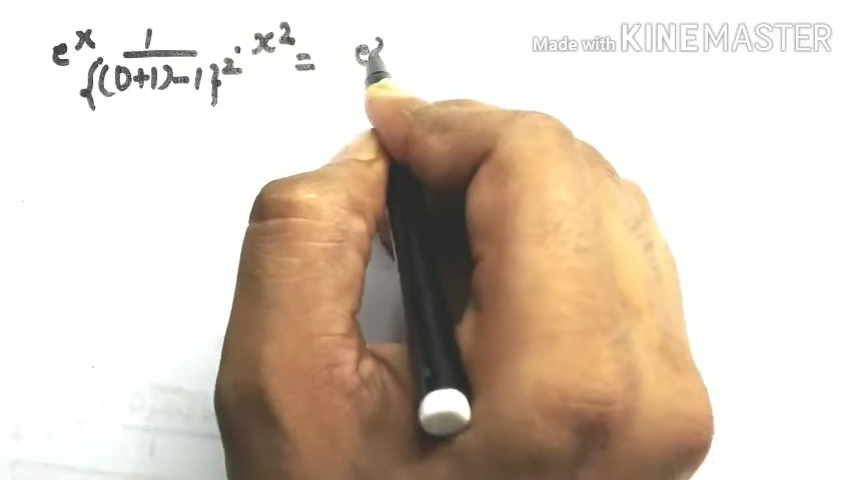 e^x 1/{(D+1)-1}^2 . x^2 = e
Made with KINEMASTER